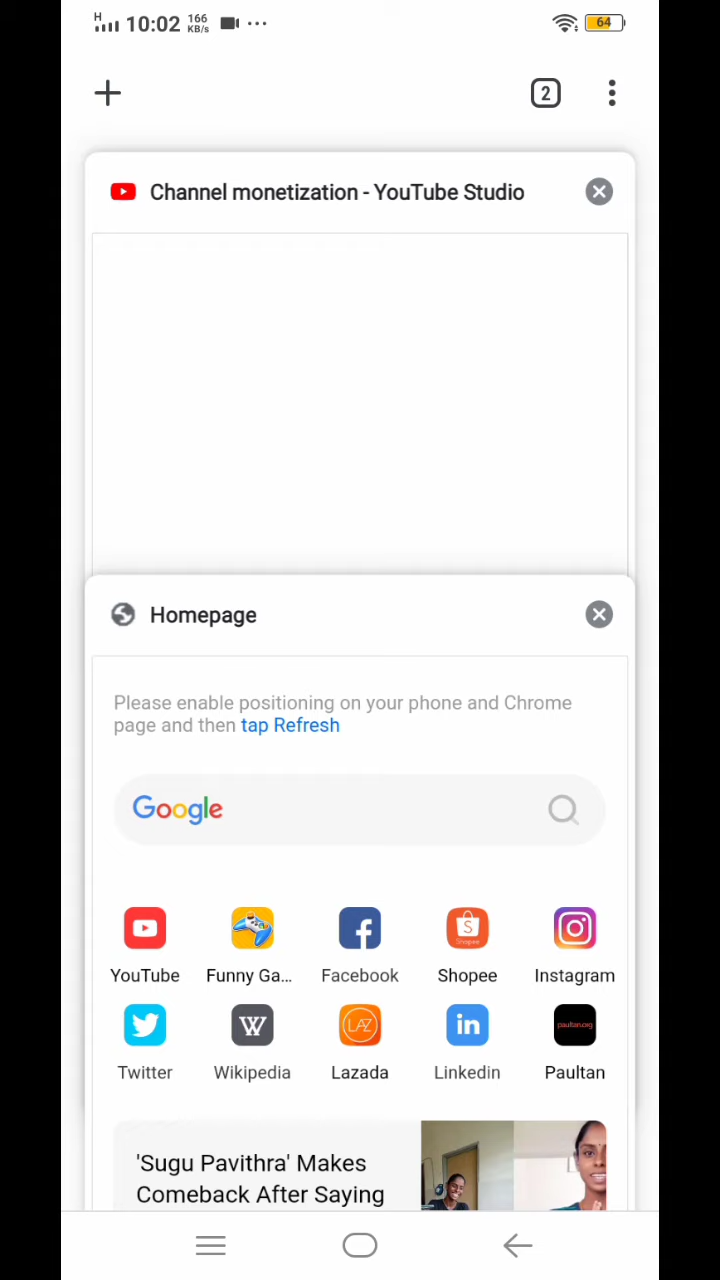 H 10:02 166 KB/s 64
2
Channel monetization - YouTube Studio
Homepage
Please enable positioning on your phone and Chrome
page and then tap Refresh
Google
YouTube Funny Ga... Facebook Shopee Instagram
Twitter Wikipedia Lazada Linkedin Paultan
'Sugu Pavithra' Makes
Comeback After Saying